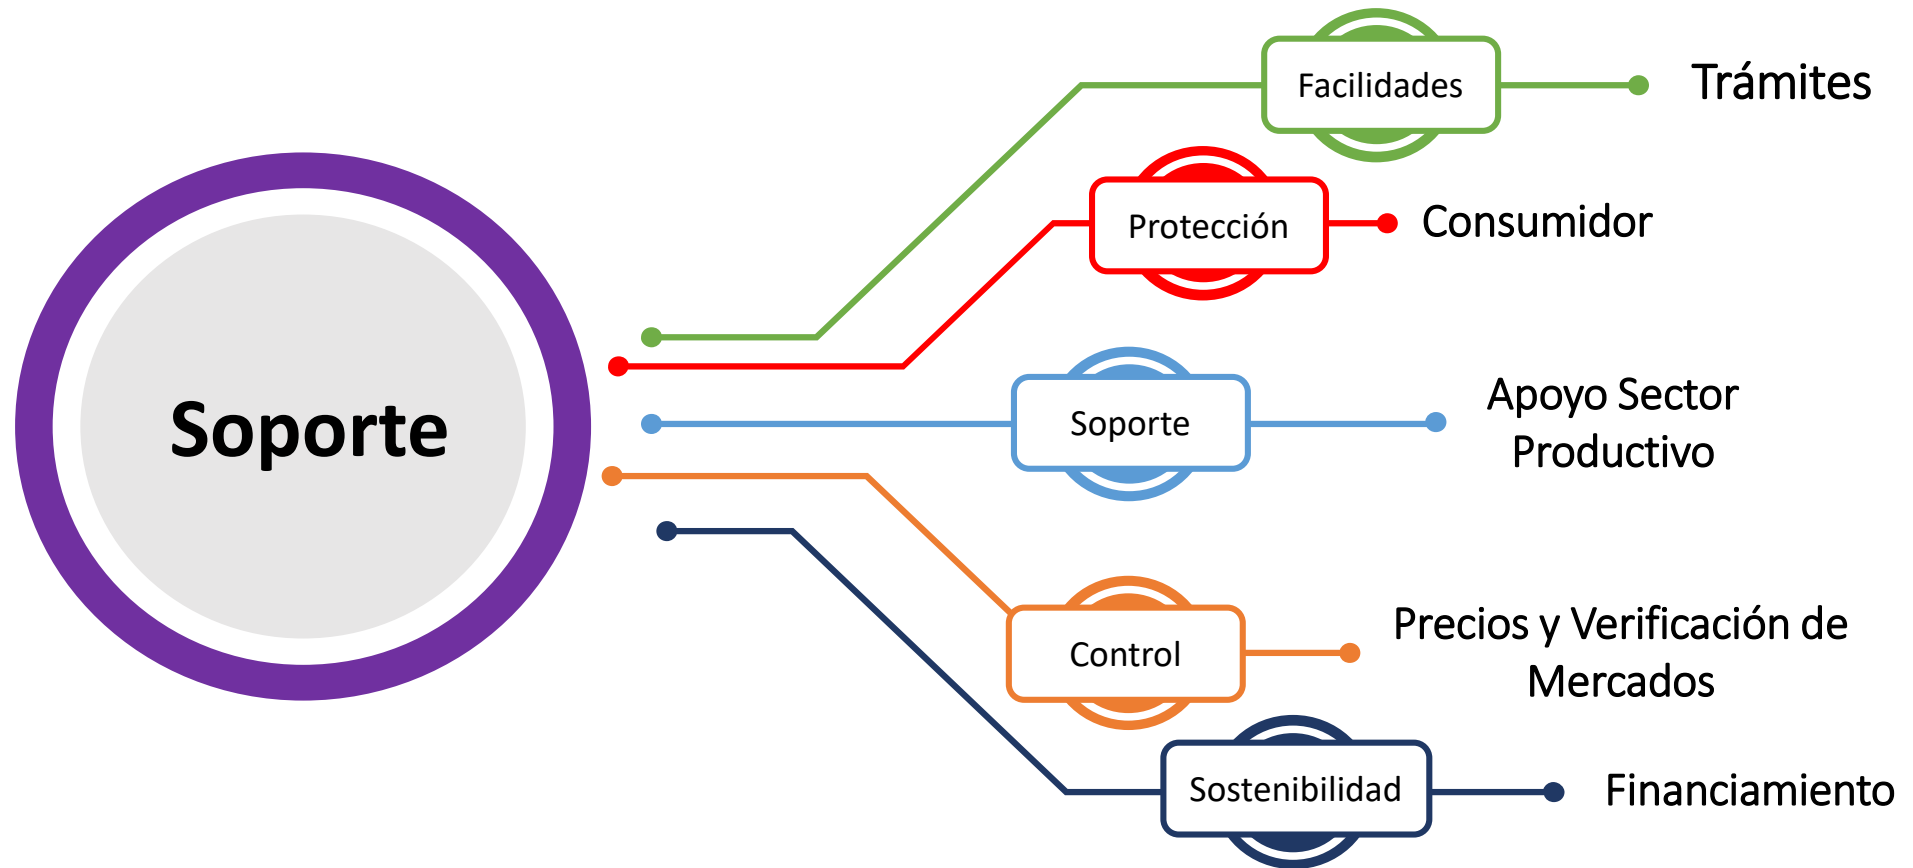 Soporte
Facilidades
Trámites
Protección
Consumidor
Soporte
Apoyo Sector
Productivo
Control
Precios y Verificación de
Mercados
Sostenibilidad
Financiamiento